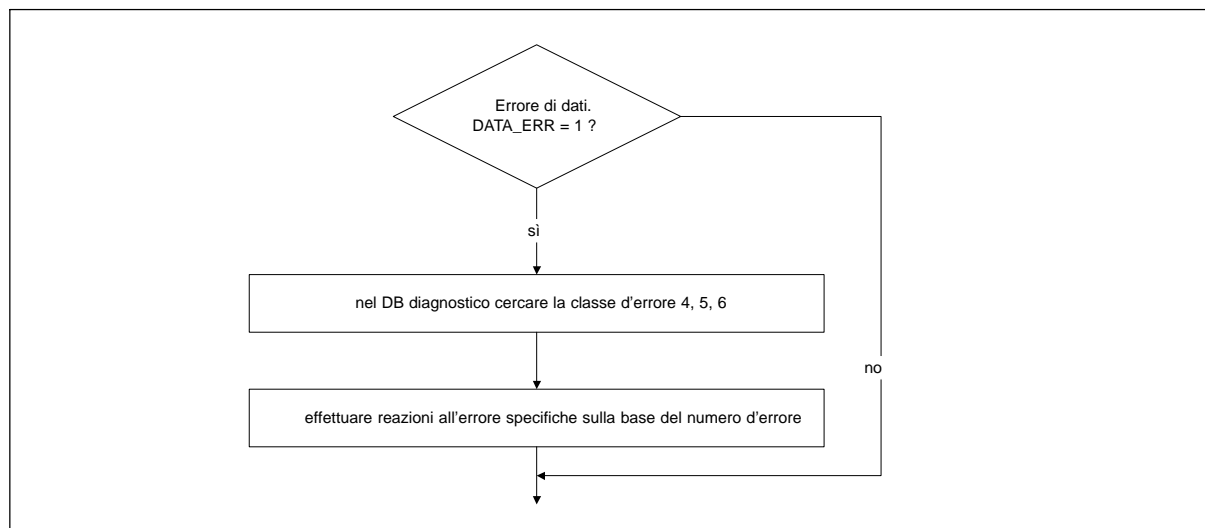 Errore di dati.
DATA_ERR = 1 ?
sì
nel DB diagnostico cercare la classe d'errore 4, 5, 6
no
effettuare reazioni all'errore specifiche sulla base del numero d'errore